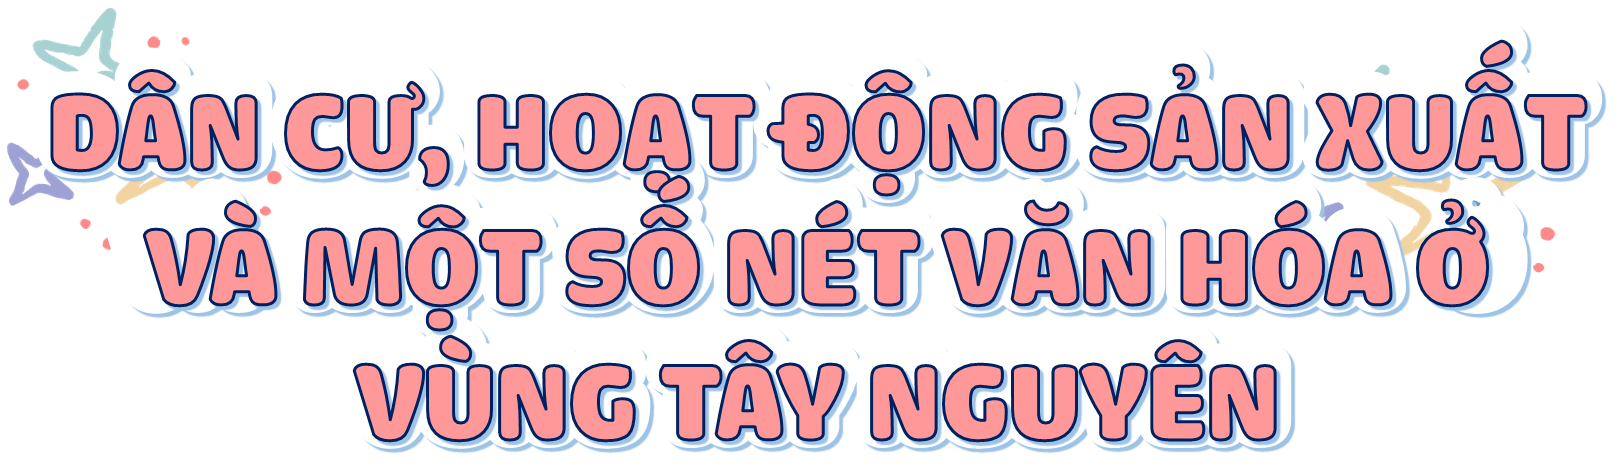 DÂN CƯ, HOẠT ĐỘNG SẢN XUẤT
VÀ MỘT SỐ NÉT VĂN HÓA Ở
VÙNG TÂY NGUYÊN